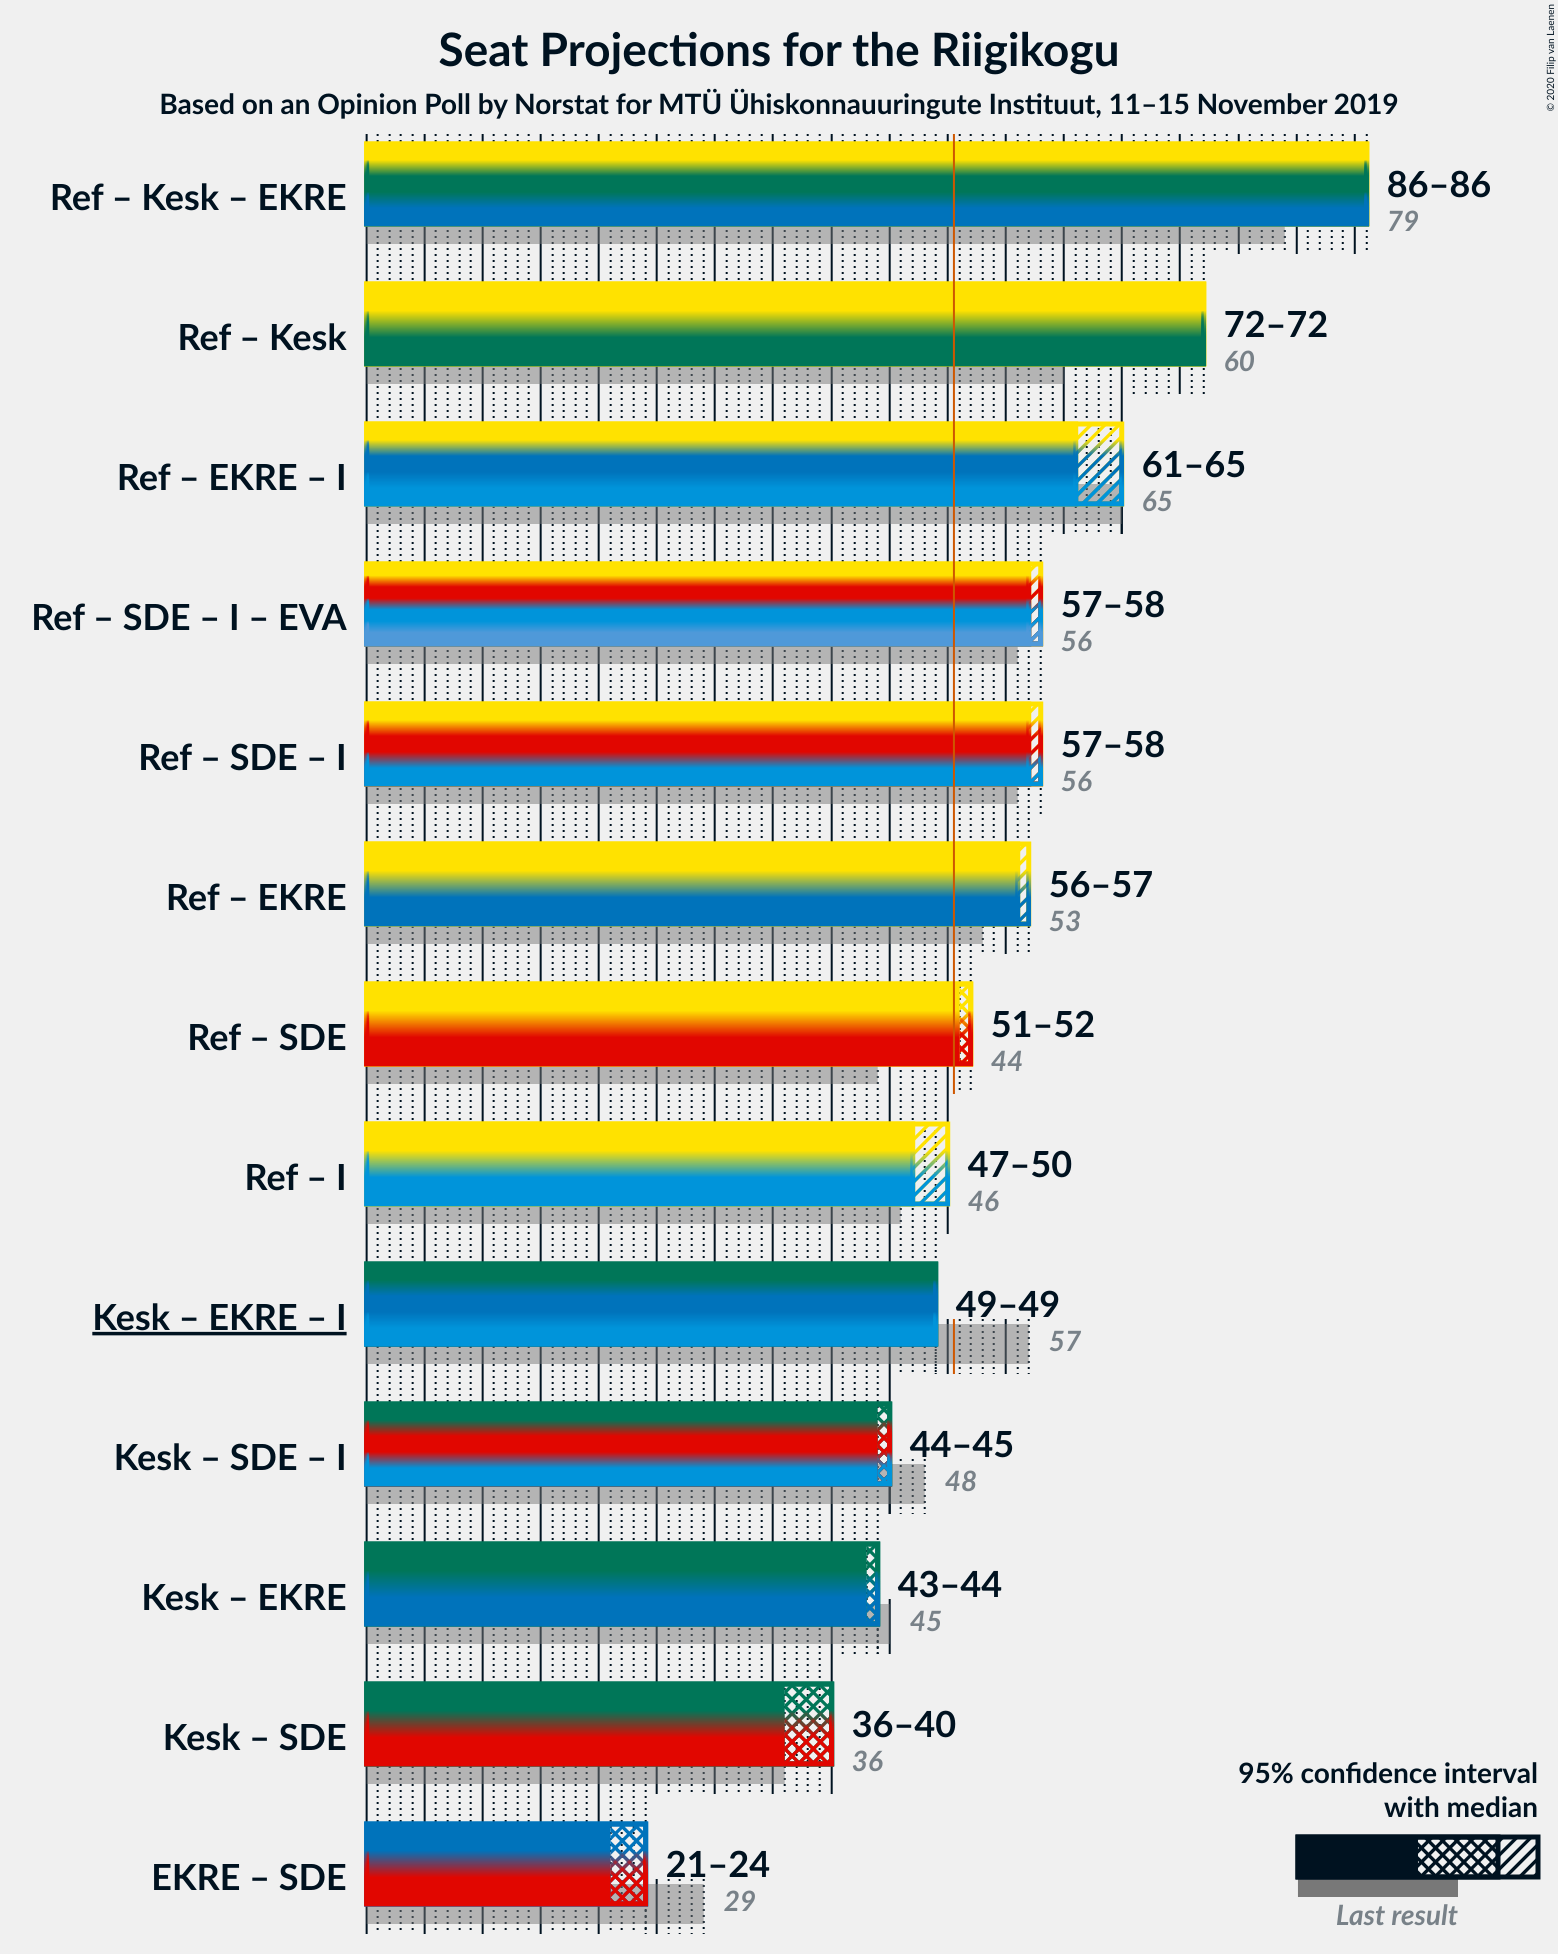 Seat Projections for the Riigikogu
Based on an Opinion Poll by Norstat for MTÜ Ühiskonnauuringute Instituut, 11–15 November 2019
© 2020 Filip van Laenen
Ref – Kesk – EKRE
86–86
79
Ref – Kesk
72–72
60
Ref – EKRE – I
61–65
65
Ref – SDE – I – EVA
57–58
56
Ref – SDE – I
57–58
56
Ref – EKRE
56–57
53
Ref – SDE
51–52
44
Ref – I
47–50
46
Kesk – EKRE – I
49–49
57
Kesk – SDE – I
44–45
48
Kesk – EKRE
43–44
45
Kesk – SDE
36–40
36
EKRE – SDE
21–24
29
95% confidence interval
with median
Last result